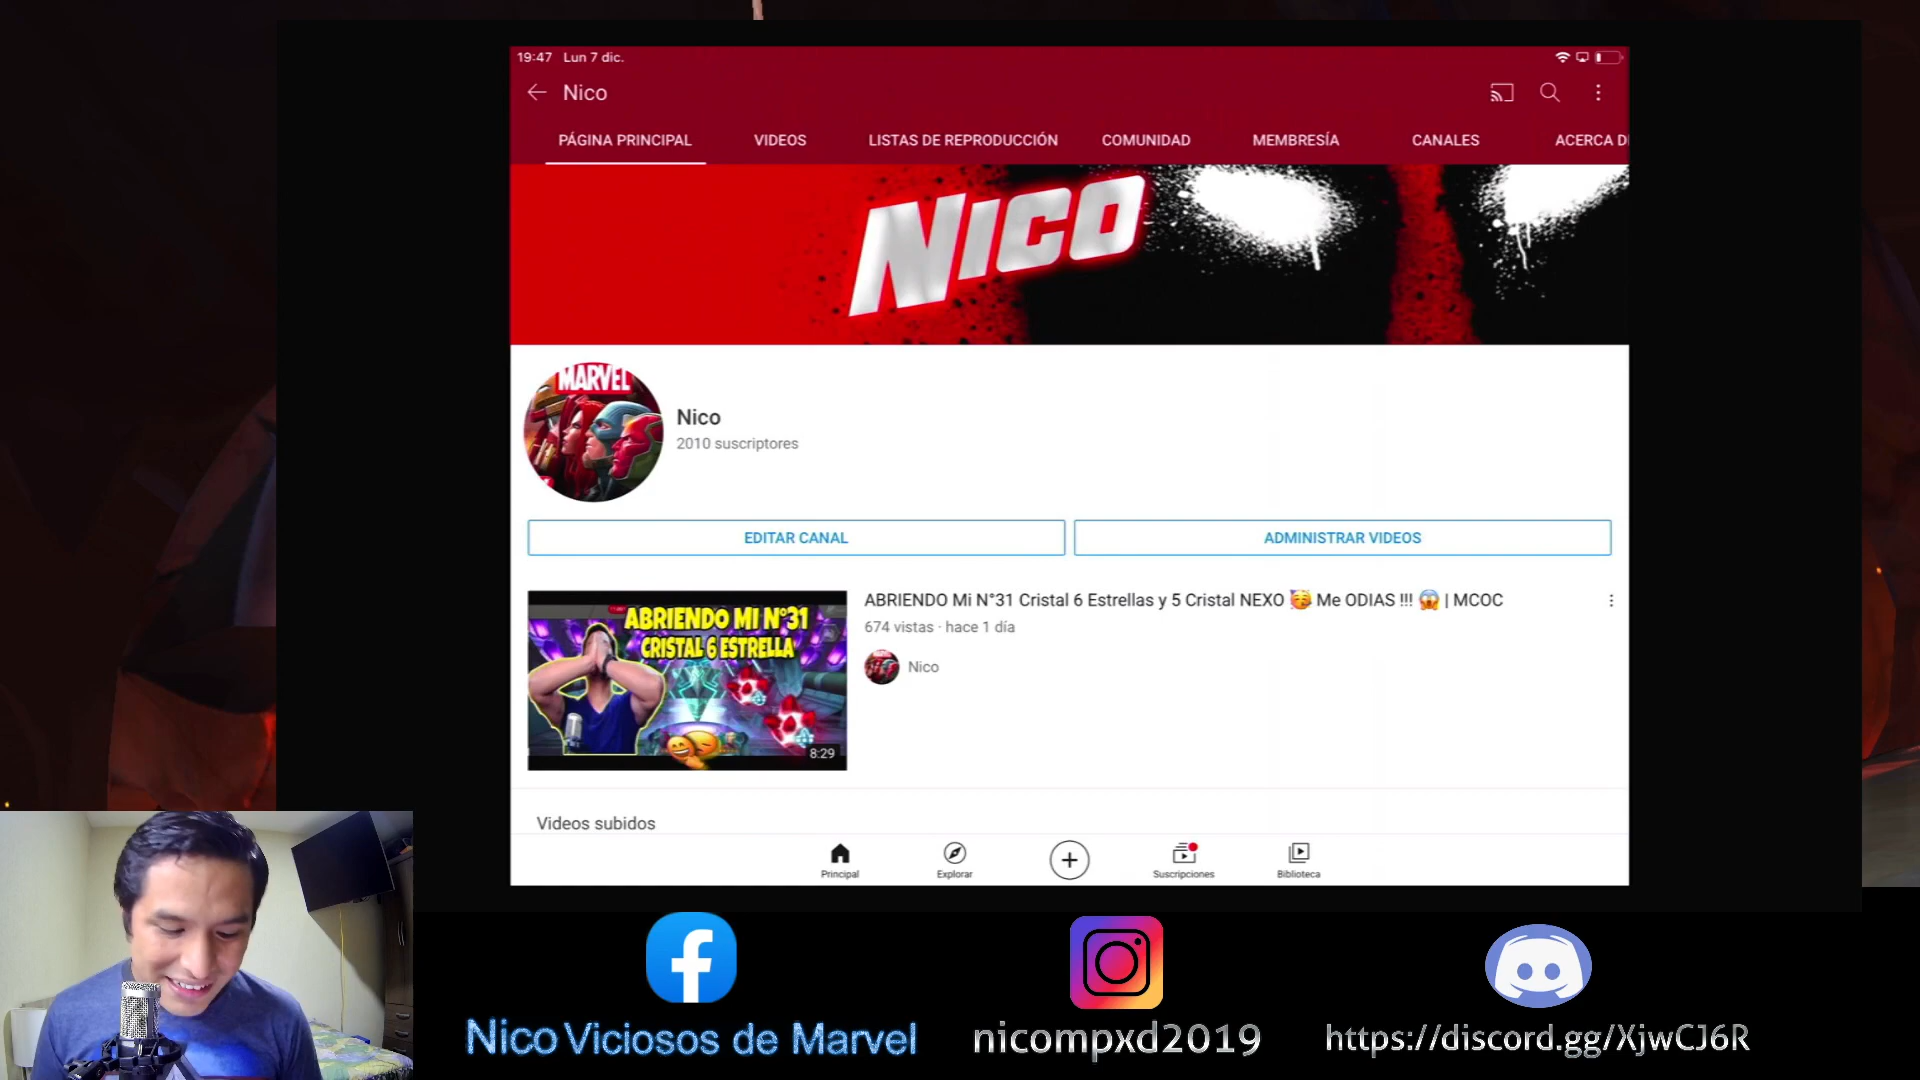 19:47 Lun 7 dic.
Nico
PÁGINA PRINCIPAL VIDEOS LISTAS DE REPRODUCCIÓN COMUNIDAD MEMBRESÍA CANALES ACERCA D
NICO
MARVEL
Nico
2010 suscriptores
EDITAR CANAL ADMINISTRAR VIDEOS
ABRIENDO MI N°31
CRISTAL 6 ESTRELLA
8:29
ABRIENDO Mi N°31 Cristal 6 Estrellas y 5 Cristal NEXO 🥳 Me ODIAS !!! 😱 | MCOC
674 vistas · hace 1 día
Nico
Videos subidos
Principal Explorar Suscripciones Biblioteca
Nico Viciosos de Marvel
nicompxd2019
https://discord.gg/XjwCJ6R